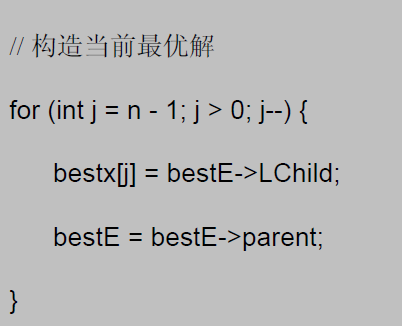 // 构造当前最优解
for (int j = n - 1; j > 0; j--) {
bestx[j] = bestE->LChild;
bestE = bestE->parent;
}